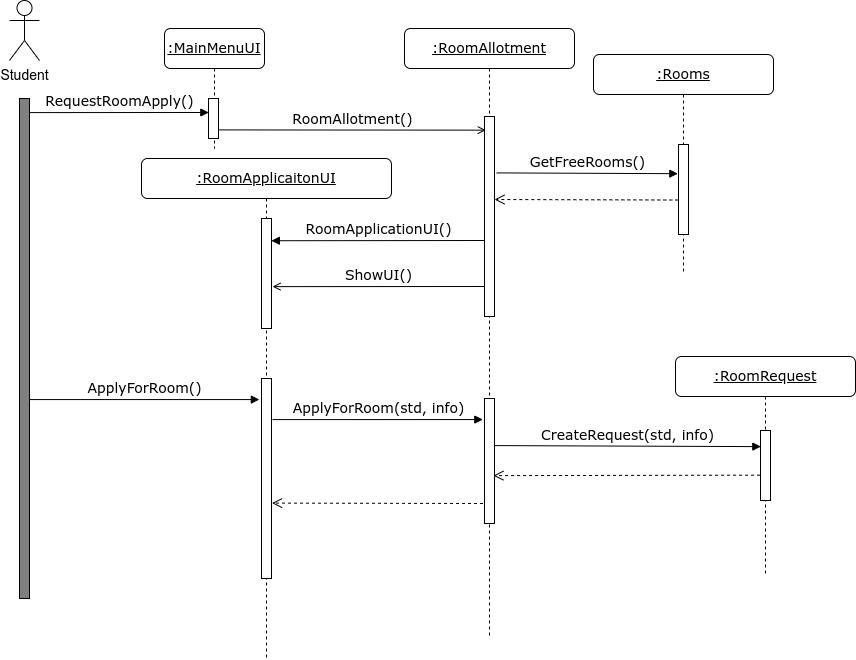 Student
:MainMenuUI
:RoomAllotment
:Rooms
RequestRoomApply()
RoomAllotment()
GetFreeRooms()
:RoomApplicaitonUI
RoomApplicationUI()
ShowUI()
:RoomRequest
ApplyForRoom()
ApplyForRoom(std, info)
CreateRequest(std, info)